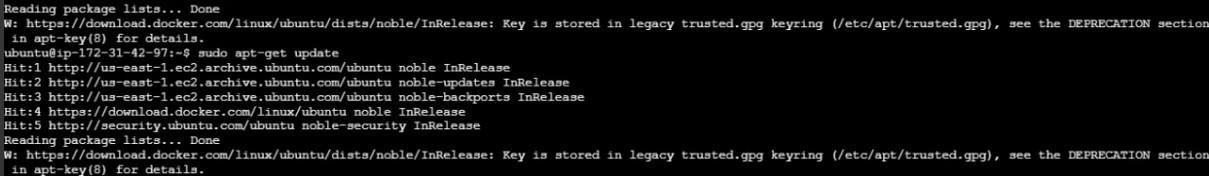 Reading package lists... Done
W: https://download.docker.com/linux/ubuntu/dists/noble/InRelease: Key is stored in legacy trusted.gpg keyring (/etc/apt/trusted.gpg), see the DEPRECATION section
 in apt-key(8) for details.
ubuntu@ip-172-31-42-97:~$ sudo apt-get update
Hit:1 http://us-east-1.ec2.archive.ubuntu.com/ubuntu noble InRelease
Hit:2 http://us-east-1.ec2.archive.ubuntu.com/ubuntu noble-updates InRelease
Hit:3 http://us-east-1.ec2.archive.ubuntu.com/ubuntu noble-backports InRelease
Hit:4 https://download.docker.com/linux/ubuntu noble InRelease
Hit:5 http://security.ubuntu.com/ubuntu noble-security InRelease
Reading package lists... Done
W: https://download.docker.com/linux/ubuntu/dists/noble/InRelease: Key is stored in legacy trusted.gpg keyring (/etc/apt/trusted.gpg), see the DEPRECATION section
 in apt-key(8) for details.